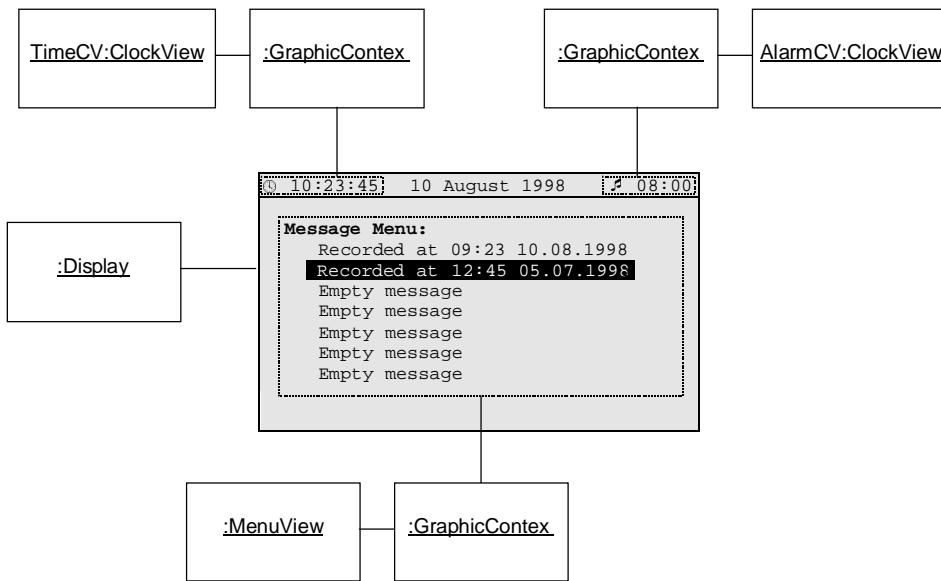 TimeCV:ClockView
:GraphicContex
:GraphicContex
AlarmCV:ClockView
10:23:45 10 August 1998 08:00
Message Menu:
Recorded at 09:23 10.08.1998
:Display
Recorded at 12:45 05.07.1998
Empty message
Empty message
Empty message
Empty message
Empty message
:MenuView
:GraphicContex